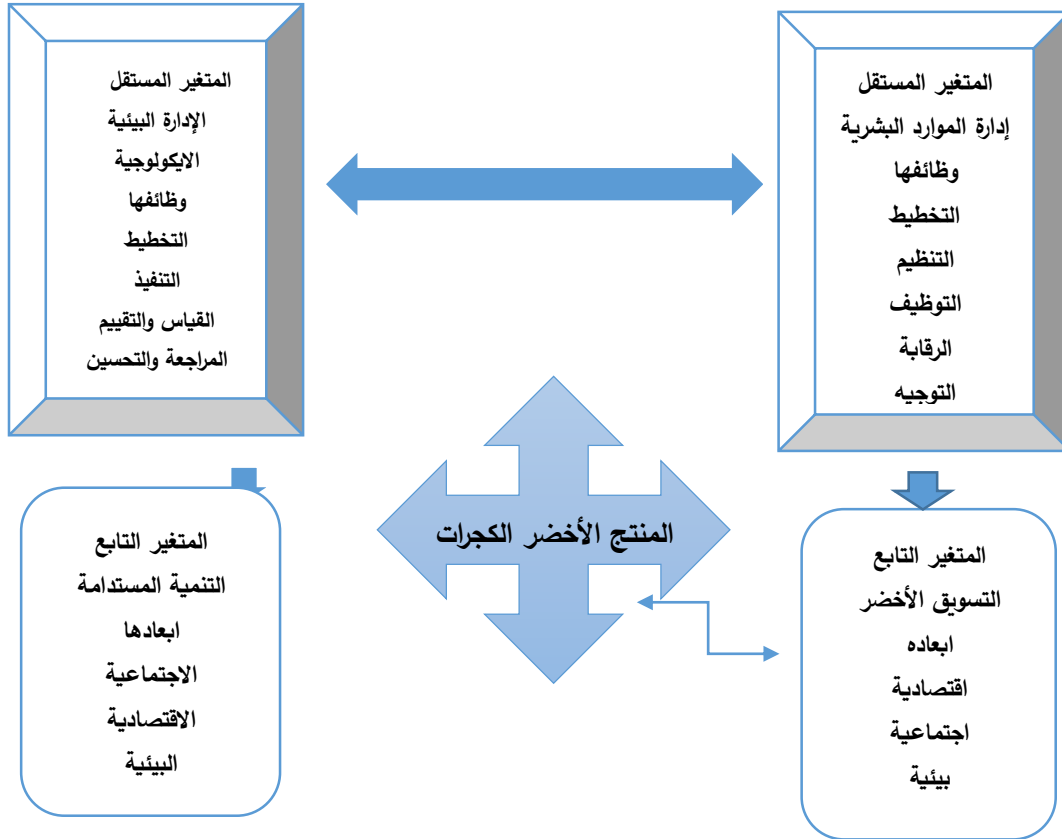 المتغير المستقل
إدارة الموارد البشرية
وظائفها
التخطيط
التنظيم
التوظيف
الرقابة
التوجيه
المتغير المستقل
الإدارة البيئية
الايكولوجية
وظائفها
التخطيط
التنفيذ
القياس والتقييم
المراجعة والتحسين
المنتج الأخضر الكجرات
المتغير التابع
التسويق الأخضر
ابعاده
اقتصادية
اجتماعية
بيئية
المتغير التابع
التنمية المستدامة
ابعادها
الاجتماعية
الاقتصادية
البيئية